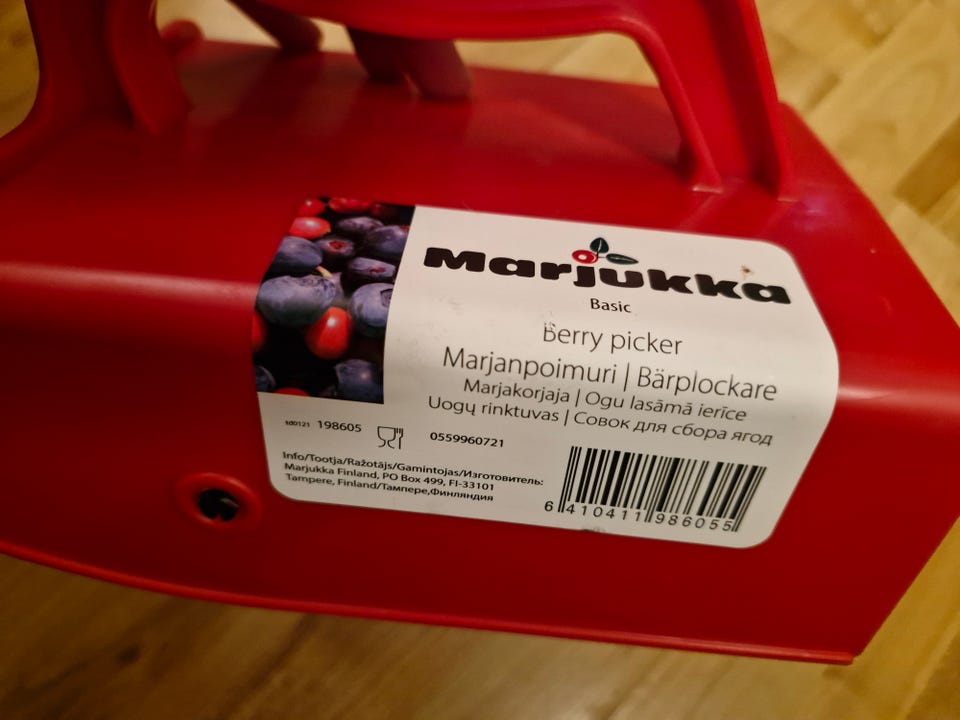 Marjukka
Basic
Berry picker
Marjanpoimuri | Bärplockare
Marjakorjaja | Ogu lasāmā ierīce
Uogų rinktuvas | Совок для сбора ягод
td0121 198605 0559960721
Info/Tootja/Ražotājs/Gamintojas/Изготовитель:
Marjukka Finland, PO Box 499, FI-33101
Tampere, Finland/Тампере,Финляндия
6 410411 986055